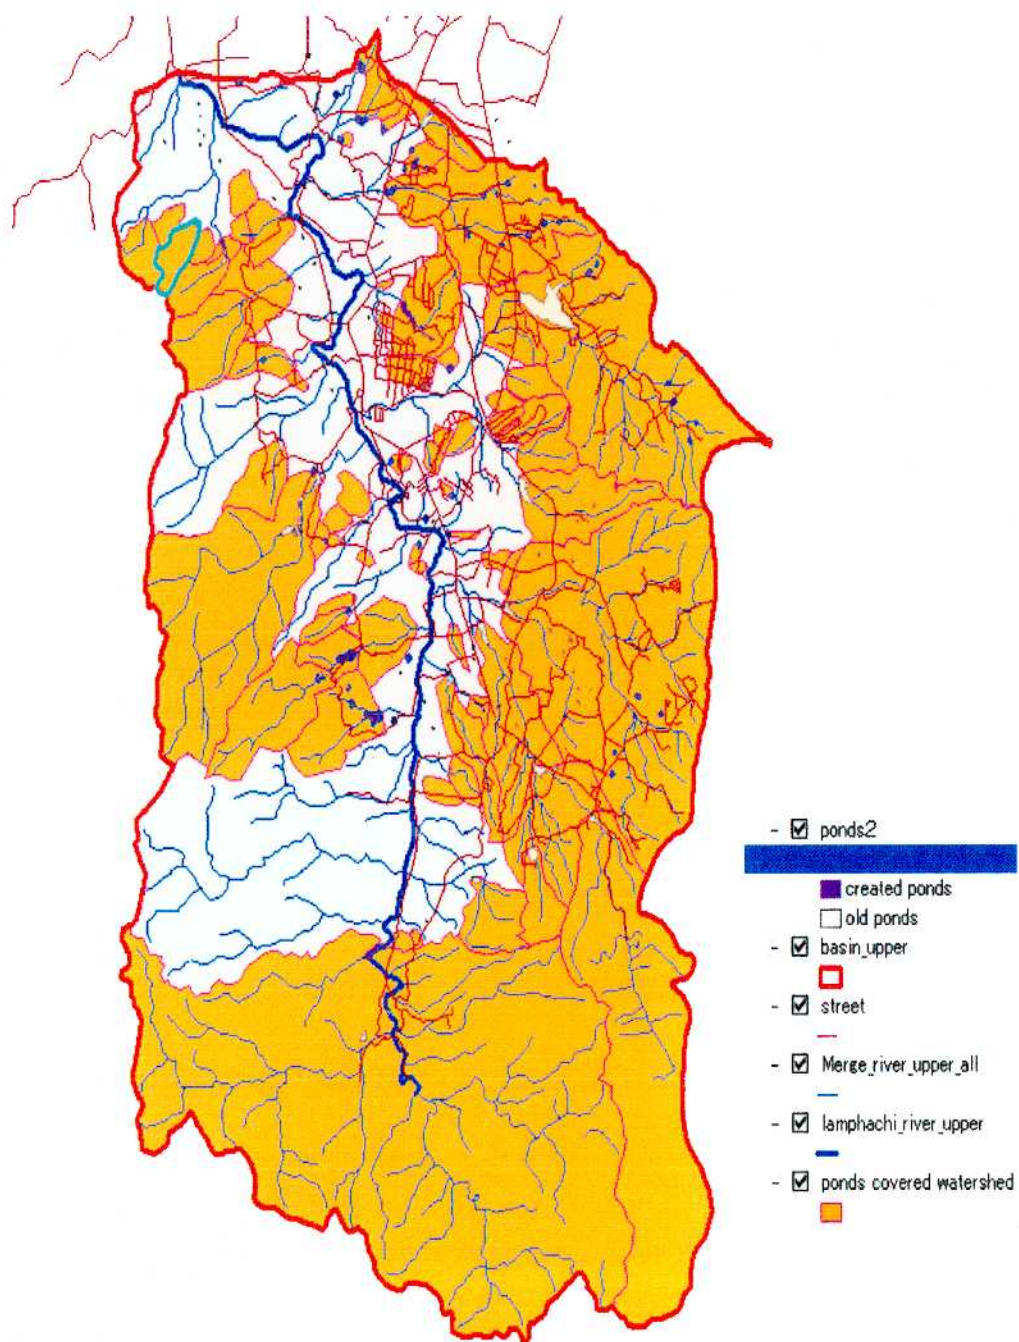 ponds2
created ponds
old ponds
basin_upper
street
Merge_river_upper_all
lamphachi_river_upper
ponds covered watershed